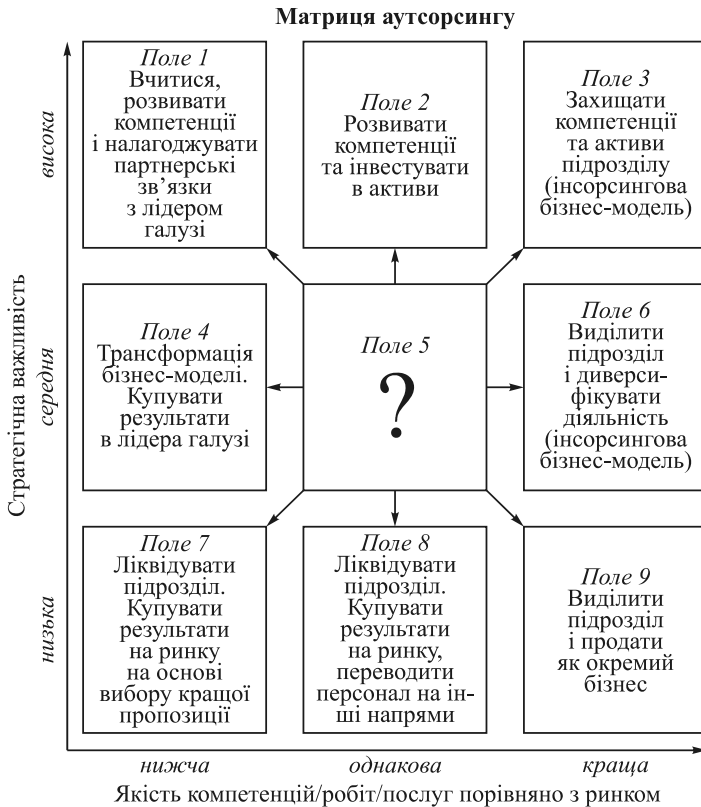 Матриця аутсорсингу
Стратегічна важливість
висока
Поле 1
Вчитися,
розвивати
компетенції
і налагоджувати
партнерські
зв’язки
з лідером
галузі
Поле 2
Розвивати
компетенції
та інвестувати
в активи
Поле 3
Захищати
компетенції
та активи
підрозділу
(інсорсингова
бізнес-модель)
середня
Поле 4
Трансформація
бізнес-моделі.
Купувати
результати
в лідера галузі
Поле 5
?
Поле 6
Виділити
підрозділ
і диверси-
фікувати
діяльність
(інсорсингова
бізнес-модель)
низька
Поле 7
Ліквідувати
підрозділ.
Купувати
результати
на ринку
на основі
вибору кращої
пропозиції
Поле 8
Ліквідувати
підрозділ.
Купувати
результати
на ринку,
переводити
персонал на ін-
ші напрями
Поле 9
Виділити
підрозділ
і продати
як окремий
бізнес
нижча
однакова
краща
Якість компетенцій/робіт/послуг порівняно з ринком